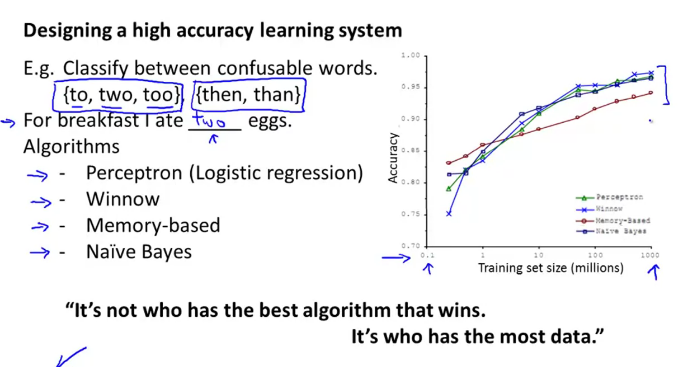 Designing a high accuracy learning system
E.g. Classify between confusable words.
{to, two, too}, {then, than}
For breakfast I ate two eggs.
Algorithms
- Perceptron (Logistic regression)
- Winnow
- Memory-based
- Naïve Bayes
1.00
0.95
0.90
0.85
0.80
0.75
0.70
Accuracy
Perceptron
Winnow
Memory-Based
Naïve Bayes
0.1 1 10 100 1000
Training set size (millions)
“It’s not who has the best algorithm that wins.
It’s who has the most data.”